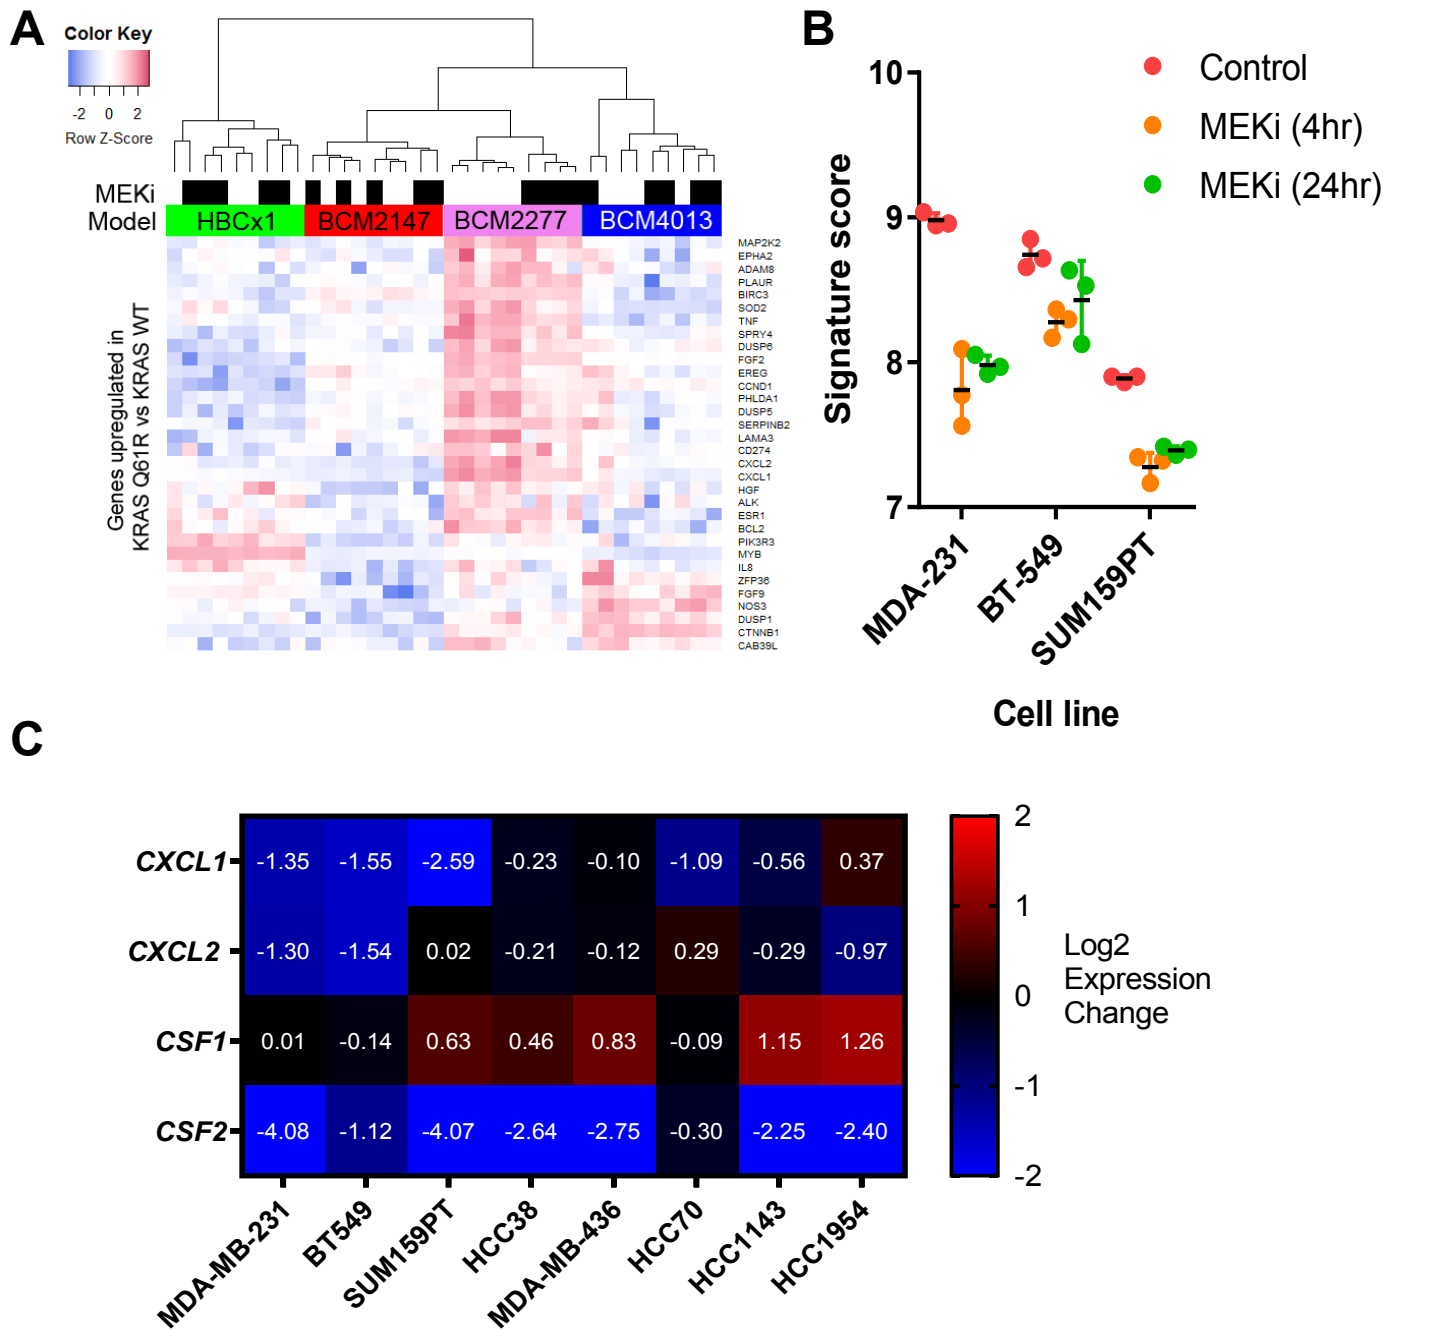 A
Color Key
-2 0 2
Row Z-Score
MEKi
Model
HBCx1 BCM2147 BCM2277 BCM4013
Genes upregulated in
KRAS Q61R vs KRAS WT
MAP2K2
EPHA2
ADAM8
PLAUR
BIRC3
SOD2
TNF
SPRY4
DUSP6
FGF2
EREG
CCND1
PHLDA1
DUSP5
SERPINB2
LAMA3
CD274
CXCL2
CXCL1
HGF
ALK
ESR1
BCL2
PIK3R3
MYB
IL8
ZFP36
FGF9
NOS3
DUSP1
CTNNB1
CAB39L
B
Control
MEKi (4hr)
MEKi (24hr)
Signature score
10
9
8
7
MDA-231
BT-549
SUM159PT
Cell line
C
CXCL1 -1.35 -1.55 -2.59 -0.23 -0.10 -1.09 -0.56 0.37
CXCL2 -1.30 -1.54 0.02 -0.21 -0.12 0.29 -0.29 -0.97
CSF1 0.01 -0.14 0.63 0.46 0.83 -0.09 1.15 1.26
CSF2 -4.08 -1.12 -4.07 -2.64 -2.75 -0.30 -2.25 -2.40
MDA-MB-231
BT549
SUM159PT
HCC38
MDA-MB-436
HCC70
HCC1143
HCC1954
2
1
0
-1
-2
Log2
Expression
Change